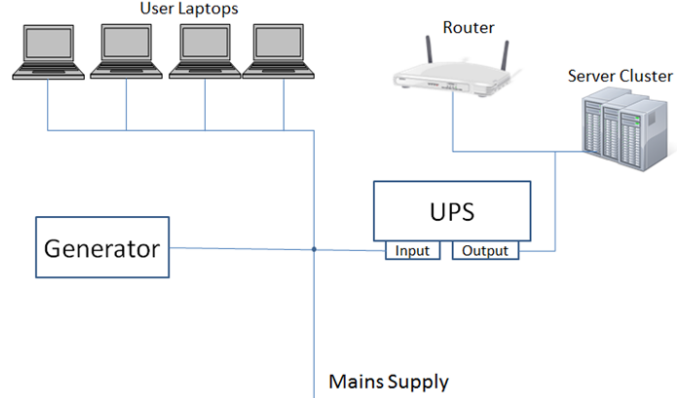 User Laptops
Router
Server Cluster
UPS
Generator
Input
Output
Mains Supply